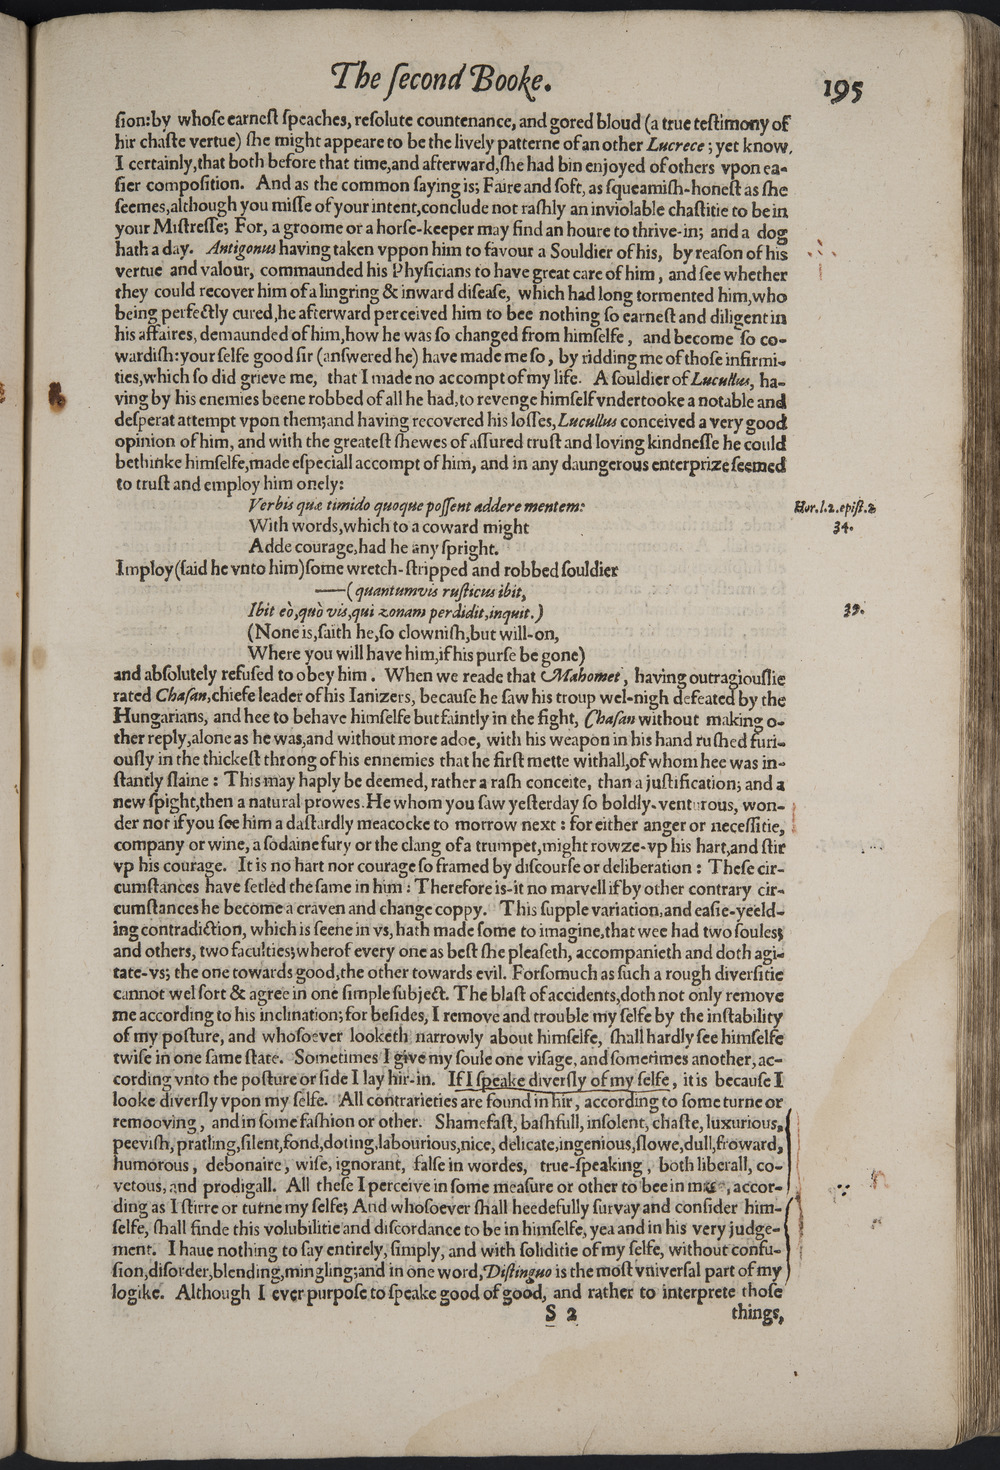 The ſecond Booke.
195
ſion: by whoſe earneſt ſpeaches, reſolute countenance, and gored bloud (a true teſtimony of
hir chaſte vertue) ſhe might appeare to be the lively patterne of an other Lucrece; yet know,
I certainly, that both before that time, and afterward, ſhe had bin enjoyed of others vpon ea-
ſier compoſition. And as the common ſaying is; Faire and ſoft, as ſqueamiſh-honeſt as ſhe
ſeemes, although you miſſe of your intent, conclude not raſhly an inviolable chaſtitie to be in
your Miſtreſſe; For, a groome or a horſe-keeper may find an houre to thrive-in; and a dog
hath a day. Antigonus having taken vppon him to favour a Souldier of his, by reaſon of his
vertue and valour, commaunded his Phyſicians to have great care of him, and ſee whether
they could recover him of a lingring & inward diſeaſe, which had long tormented him, who
being perfectly cured, he afterward perceived him to bee nothing ſo earneſt and diligent in
his affaires, demaunded of him, how he was ſo changed from himſelfe, and become ſo co-
wardiſh: your ſelfe good ſir (anſwered he) have made me ſo, by ridding me of thoſe infirmi-
ties, which ſo did grieve me, that I made no accompt of my life. A ſouldier of Lucullus, ha-
ving by his enemies beene robbed of all he had, to revenge himſelf vndertooke a notable and
deſperat attempt vpon them; and having recovered his loſſes, Lucullus conceived a very good
opinion of him, and with the greateſt ſhewes of aſſured truſt and loving kindneſſe he could
bethinke himſelfe, made eſpeciall accompt of him, and in any daungerous enterprize ſeemed
to truſt and employ him onely:
Verbis quæ timido quoque poſſent addere mentem:
Hor. l. 2. epiſt. 2
With words, which to a coward might
34.
Adde courage, had he any ſpright.
Imploy (ſaid he vnto him) ſome wretch-ſtripped and robbed ſouldier
—— (quantumvis ruſticus ibit,
Ibit eò, quò vis, qui zonam perdidit, inquit.)
39.
(None is, ſaith he, ſo clowniſh, but will-on,
Where you will have him, if his purſe be gone)
and abſolutely refuſed to obey him. When we reade that Mahomet, having outragiouſlie
rated Chaſan, chiefe leader of his Ianizers, becauſe he ſaw his troup wel-nigh defeated by the
Hungarians, and hee to behave himſelfe but faintly in the fight, Chaſan without making o-
ther reply, alone as he was, and without more adoe, with his weapon in his hand ruſhed furi-
ouſly in the thickeſt throng of his ennemies that he firſt mette withall, of whom hee was in-
ſtantly ſlaine: This may haply be deemed, rather a raſh conceite, than a juſtification; and a
new ſpight, then a natural prowes. He whom you ſaw yeſterday ſo boldly-venturous, won-
der not if you ſee him a daſtardly meacocke to morrow next: for either anger or neceſſitie,
company or wine, a ſodaine fury or the clang of a trumpet, might rowze-vp his hart, and ſtir
vp his courage. It is no hart nor courage ſo framed by diſcourſe or deliberation: Theſe cir-
cumſtances have ſetled the ſame in him: Therefore is-it no marvell if by other contrary cir-
cumſtances he become a craven and change coppy. This ſupple variation, and eaſie-yeeld-
ing contradiction, which is ſeene in vs, hath made ſome to imagine, that wee had two ſoules;
and others, two faculties; wherof every one as beſt ſhe pleaſeth, accompanieth and doth agi-
tate-vs; the one towards good, the other towards evil. Forſomuch as ſuch a rough diverſitie
cannot wel ſort & agree in one ſimple ſubject. The blaſt of accidents, doth not only remove
me according to his inclination; for beſides, I remove and trouble my ſelfe by the inſtability
of my poſture, and whoſoever looketh narrowly about himſelfe, ſhall hardly ſee himſelfe
twiſe in one ſame ſtate. Sometimes I give my ſoule one viſage, and ſometimes another, ac-
cording vnto the poſture or ſide I lay hir-in. If I ſpeake diverſly of my ſelfe, it is becauſe I
looke diverſly vpon my ſelfe. All contrarieties are found in hir, according to ſome turne or
remooving, and in ſome faſhion or other. Shamefaſt, baſhfull, inſolent, chaſte, luxurious,
peeviſh, pratling, ſilent, fond, doting, labourious, nice, delicate, ingenious, ſlowe, dull, froward,
humorous, debonaire, wiſe, ignorant, falſe in wordes, true-ſpeaking, both liberall, co-
vetous, and prodigall. All theſe I perceive in ſome meaſure or other to bee in , accor-
ding as I ſtirre or turne my ſelfe; And whoſoever ſhall heedefully ſurvay and conſider him-
ſelfe, ſhall finde this volubilitie and diſcordance to be in himſelfe, yea and in his very judge-
ment. I haue nothing to ſay entirely, ſimply, and with ſoliditie of my ſelfe, without confu-
ſion, diſorder, blending, mingling; and in one word, Diſtinguo is the moſt vniverſal part of my
logike. Although I ever purpoſe to ſpeake good of good, and rather to interprete thoſe
S 2
things,